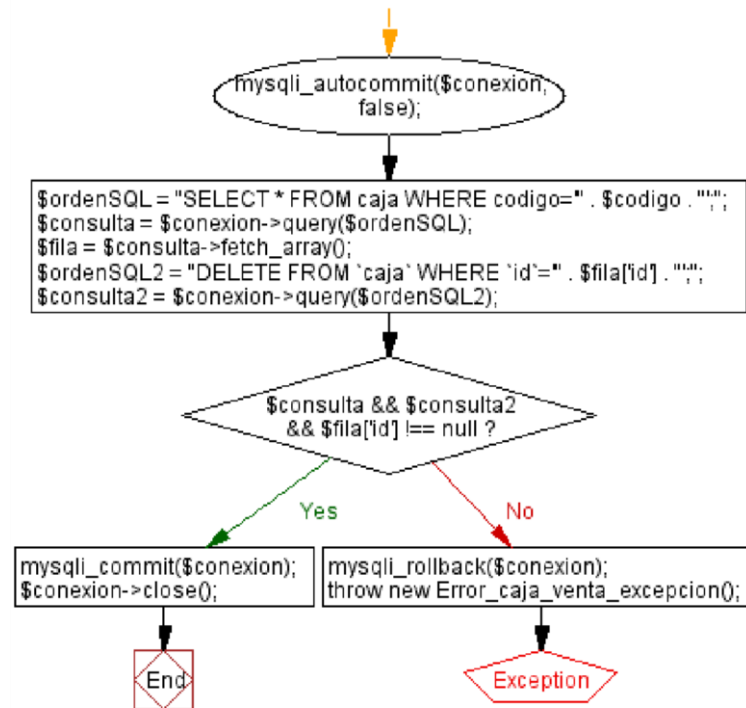 mysqli_autocommit($conexion,
false);
$ordenSQL = "SELECT * FROM caja WHERE codigo='" . $codigo . "';";
$consulta = $conexion->query($ordenSQL);
$fila = $consulta->fetch_array();
$ordenSQL2 = "DELETE FROM `caja` WHERE `id`='" . $fila['id'] . "';";
$consulta2 = $conexion->query($ordenSQL2);
$consulta && $consulta2
&& $fila['id'] !== null ?
Yes
No
mysqli_commit($conexion);
$conexion->close();
mysqli_rollback($conexion);
throw new Error_caja_venta_excepcion();
End
Exception